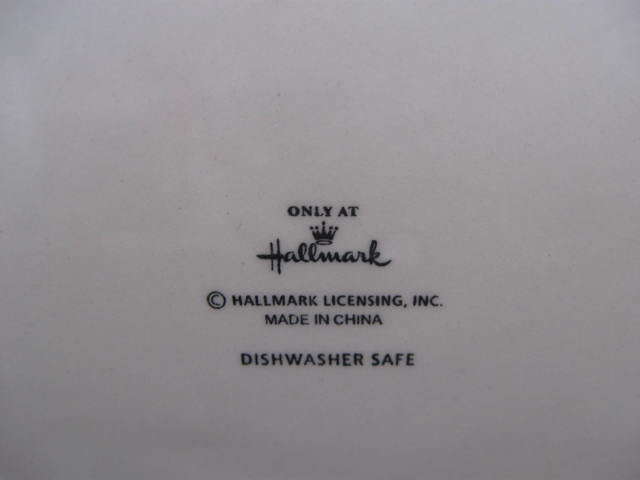 ONLY AT
Hallmark
© HALLMARK LICENSING, INC.
MADE IN CHINA
DISHWASHER SAFE